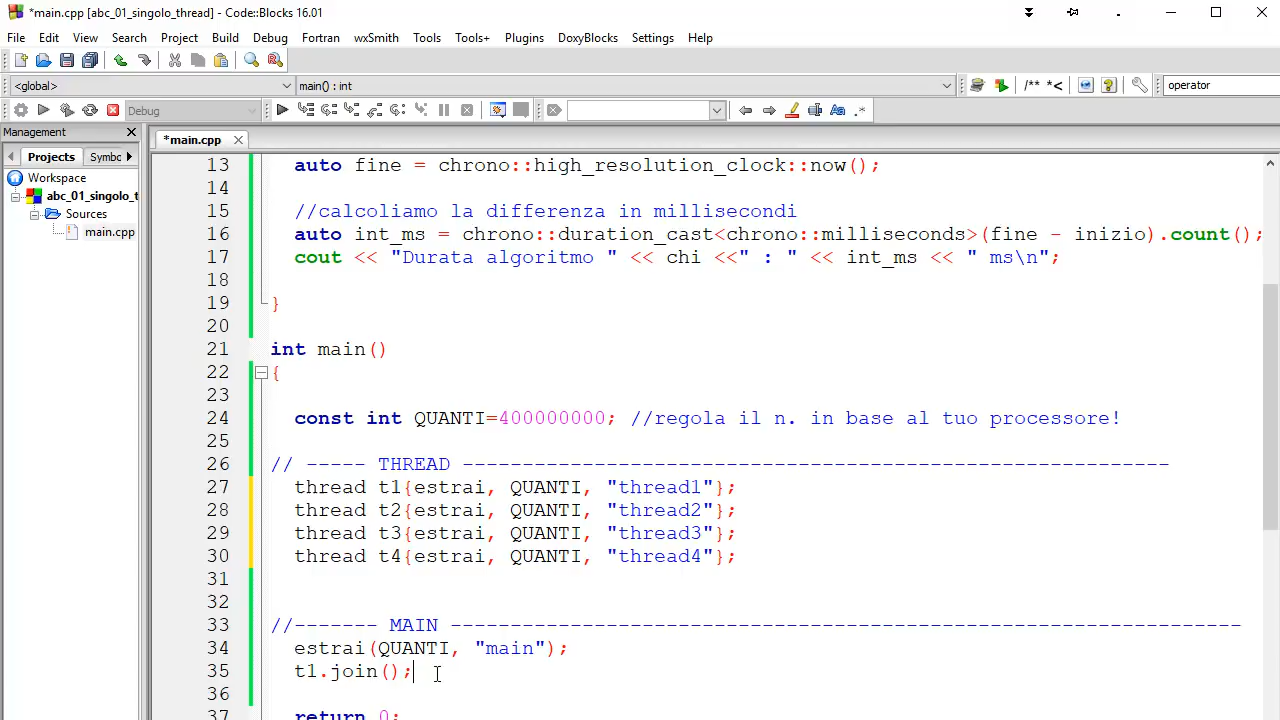 *main.cpp [abc_01_singolo_thread] - Code::Blocks 16.01
File Edit View Search Project Build Debug Fortran wxSmith Tools Tools+ Plugins DoxyBlocks Settings Help
<global> main() : int /** *< operator
Debug
Management
Projects Symbo
*main.cpp
Workspace
abc_01_singolo_t
Sources
main.cpp
13 auto fine = chrono::high_resolution_clock::now();
14
15 //calcoliamo la differenza in millisecondi
16 auto int_ms = chrono::duration_cast<chrono::milliseconds>(fine - inizio).count();
17 cout << "Durata algoritmo " << chi <<" : " << int_ms << " ms\n";
18
19 }
20
21 int main()
22 {
23
24 const int QUANTI=400000000; //regola il n. in base al tuo processore!
25
26 // ----- THREAD -----------------------------------------------------------
27 thread t1{estrai, QUANTI, "thread1"};
28 thread t2{estrai, QUANTI, "thread2"};
29 thread t3{estrai, QUANTI, "thread3"};
30 thread t4{estrai, QUANTI, "thread4"};
31
32
33 //------- MAIN ------------------------------------------------------------------
34 estrai(QUANTI, "main");
35 t1.join();
36
37 return 0;